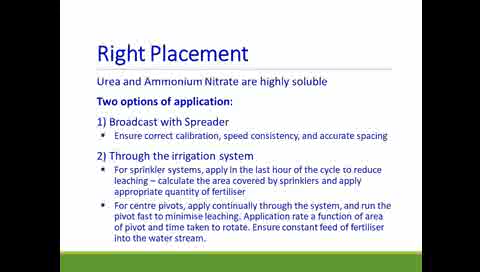 Right Placement
Urea and Ammonium Nitrate are highly soluble
Two options of application:
1) Broadcast with Spreader
▪ Ensure correct calibration, speed consistency, and accurate spacing
2) Through the irrigation system
▪ For sprinkler systems, apply in the last hour of the cycle to reduce
leaching – calculate the area covered by sprinklers and apply
appropriate quantity of fertiliser
▪ For centre pivots, apply continually through the system, and run the
pivot fast to minimise leaching. Application rate a function of area
of pivot and time taken to rotate. Ensure constant feed of fertiliser
into the water stream.